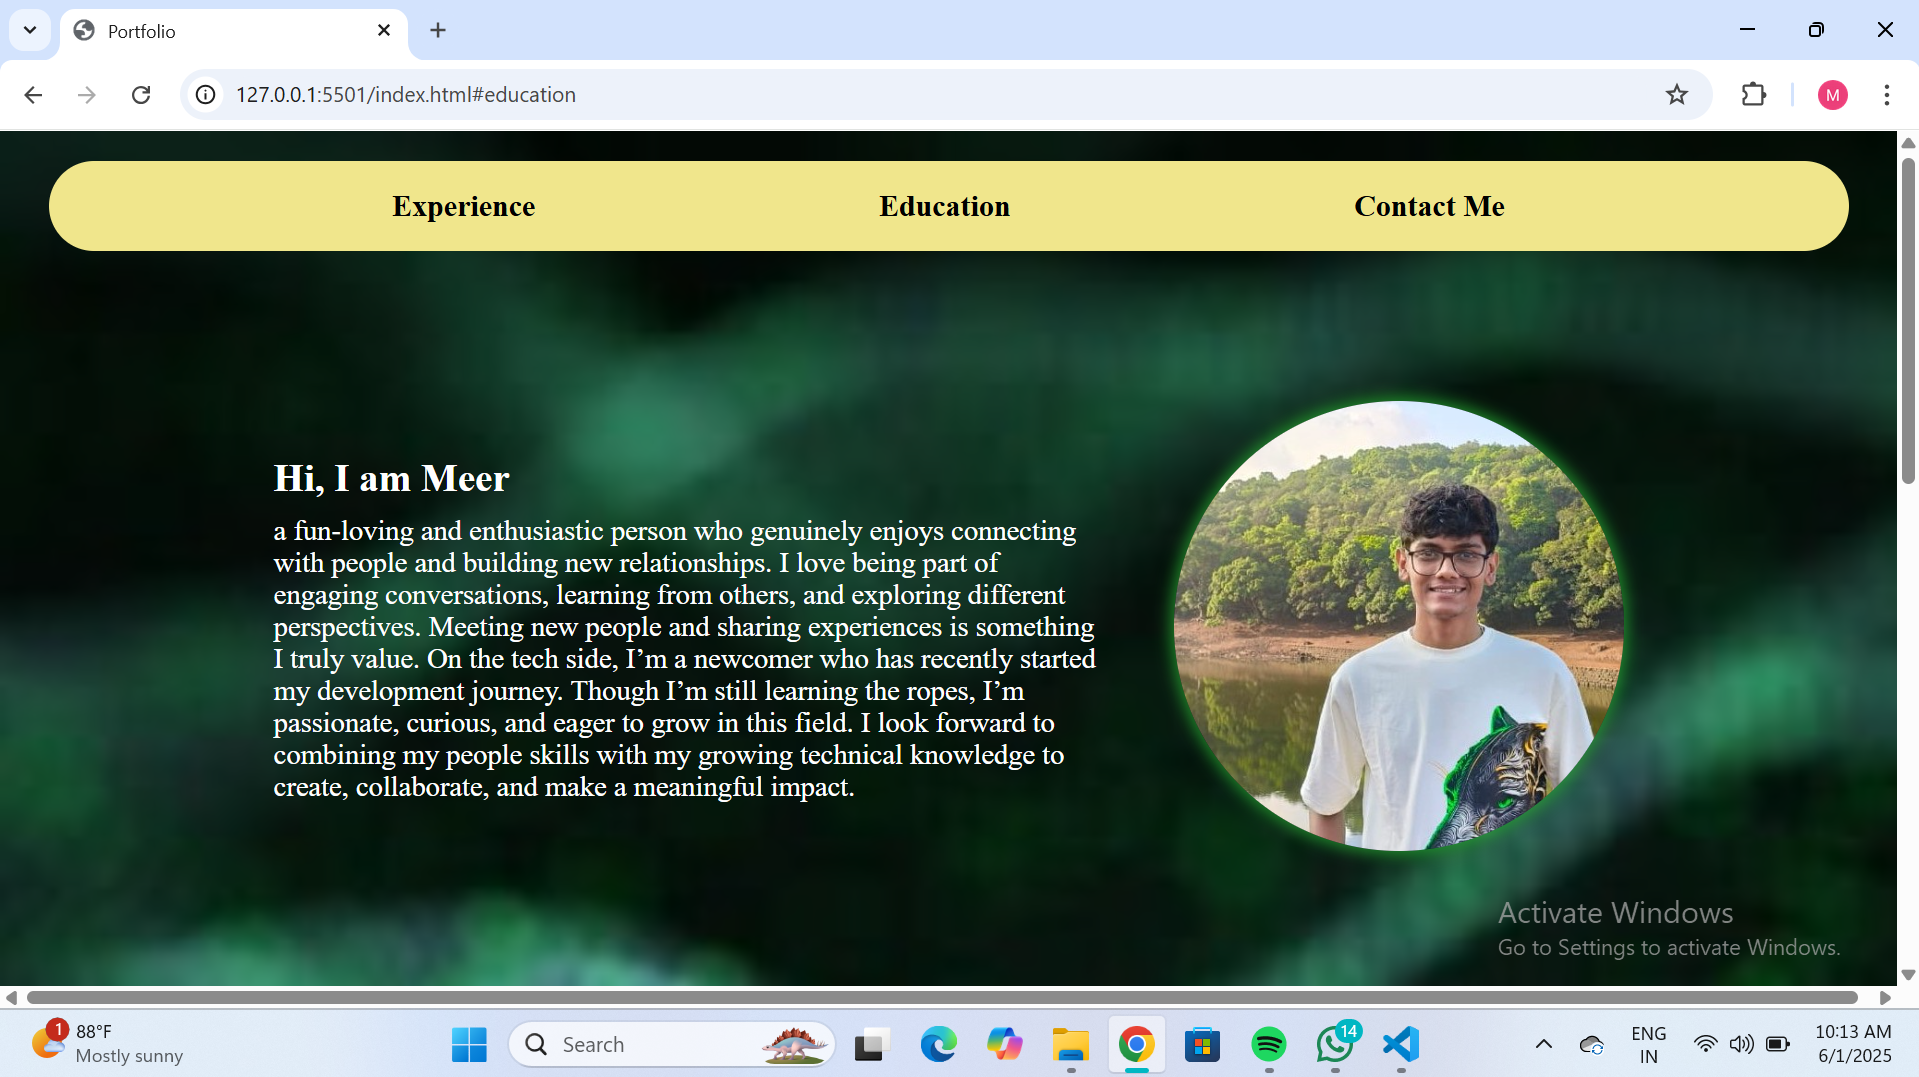 Portfolio
127.0.0.1:5501/index.html#education
M
Experience
Education
Contact Me
Hi, I am Meer
a fun-loving and enthusiastic person who genuinely enjoys connecting
with people and building new relationships. I love being part of
engaging conversations, learning from others, and exploring different
perspectives. Meeting new people and sharing experiences is something
I truly value. On the tech side, I’m a newcomer who has recently started
my development journey. Though I’m still learning the ropes, I’m
passionate, curious, and eager to grow in this field. I look forward to
combining my people skills with my growing technical knowledge to
create, collaborate, and make a meaningful impact.
Activate Windows
Go to Settings to activate Windows.
1
88°F
Mostly sunny
Search
14
ENG
IN
10:13 AM
6/1/2025